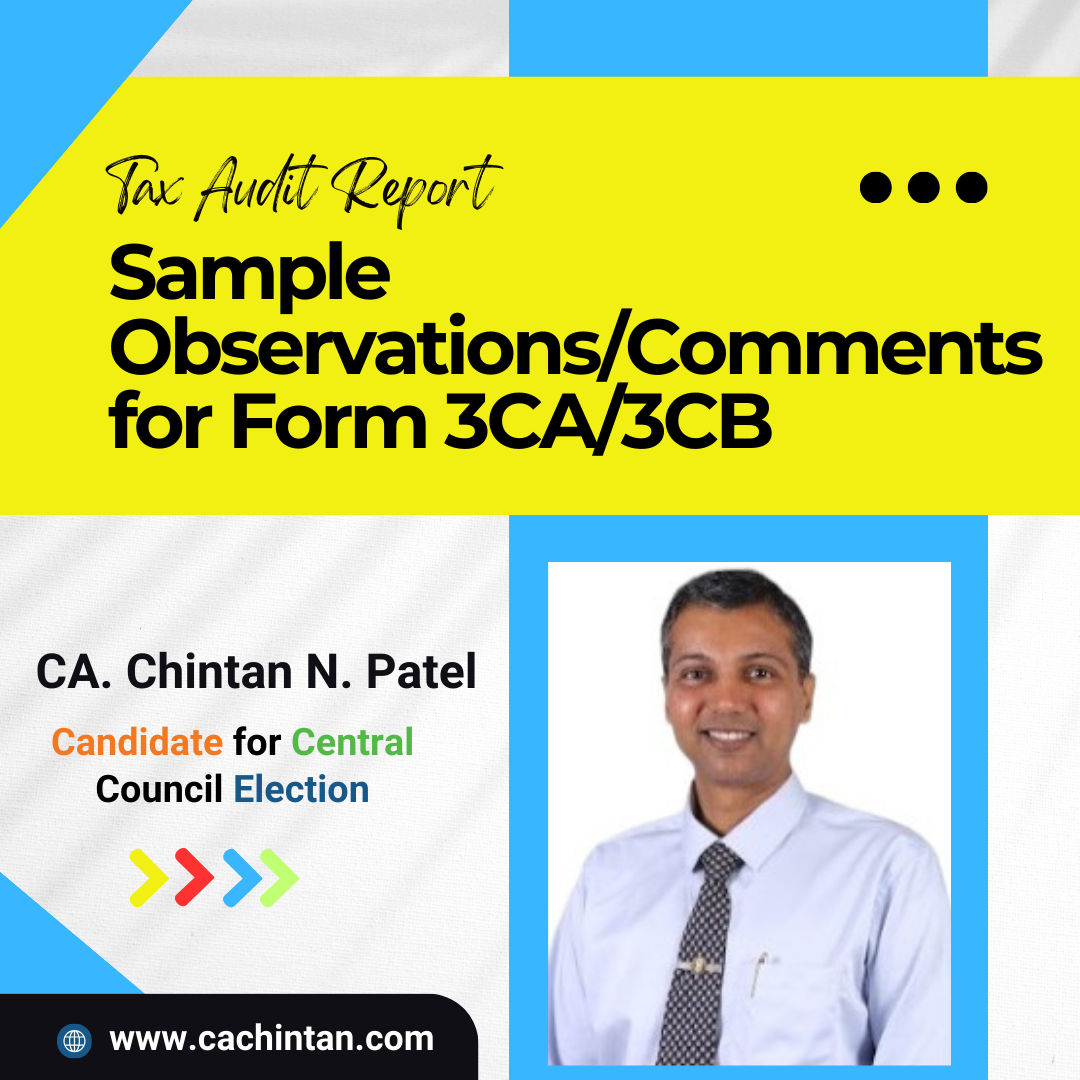 Tax Audit Report
Sample
Observations/Comments
for Form 3CA/3CB
CA. Chintan N. Patel
Candidate for Central
Council Election
www.cachintan.com